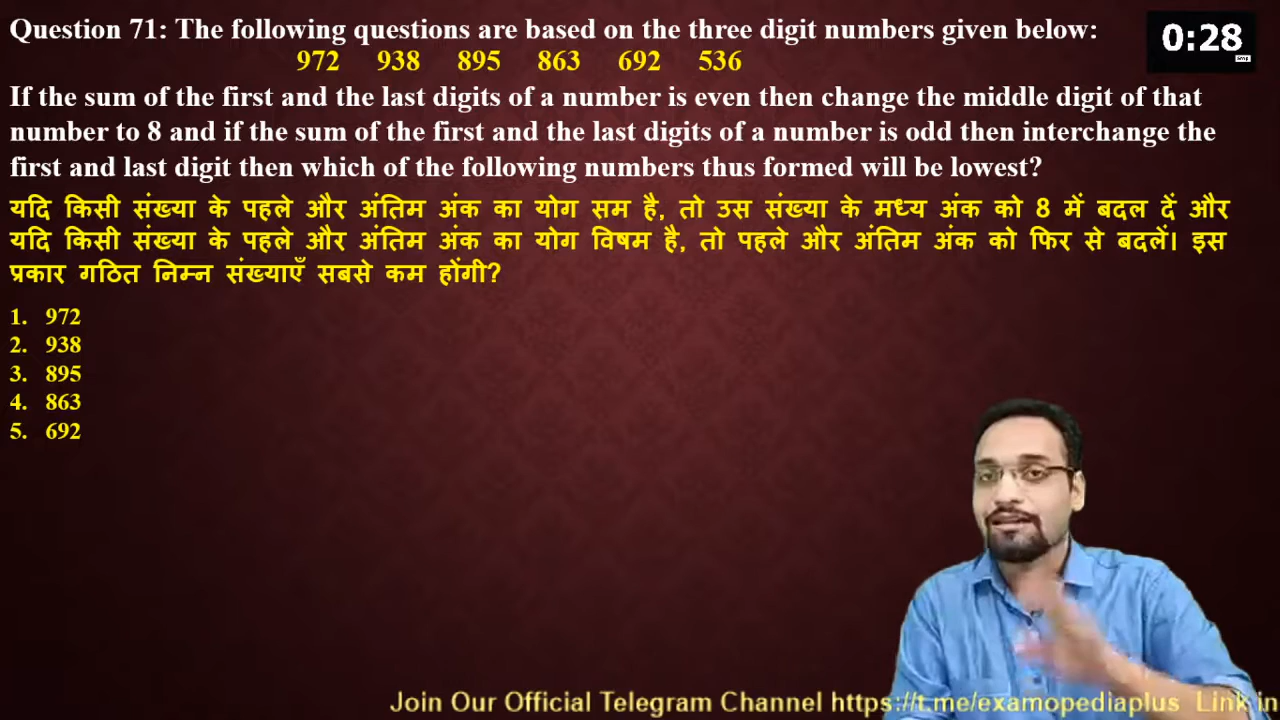 Question 71: The following questions are based on the three digit numbers given below:
0:28
972 938 895 863 692 536
If the sum of the first and the last digits of a number is even then change the middle digit of that
number to 8 and if the sum of the first and the last digits of a number is odd then interchange the
first and last digit then which of the following numbers thus formed will be lowest?
यदि किसी संख्या के पहले और अंतिम अंक का योग सम है, तो उस संख्या के मध्य अंक को 8 में बदल दें और
यदि किसी संख्या के पहले और अंतिम अंक का योग विषम है, तो पहले और अंतिम अंक को फिर से बदलें। इस
प्रकार गठित निम्न संख्याएँ सबसे कम होंगी?
1. 972
2. 938
3. 895
4. 863
5. 692
Join Our Official Telegram Channel https://t.me/examopediaplus Link in